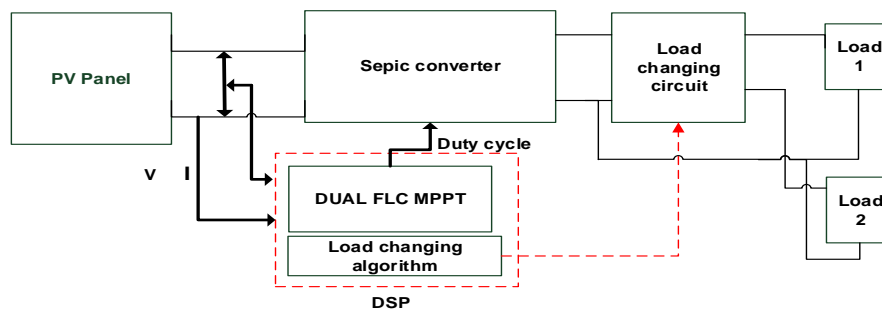 PV Panel
Sepic converter
Load
changing
circuit
Load
1
Duty cycle
V
I
DUAL FLC MPPT
Load
2
Load changing
algorithm
DSP